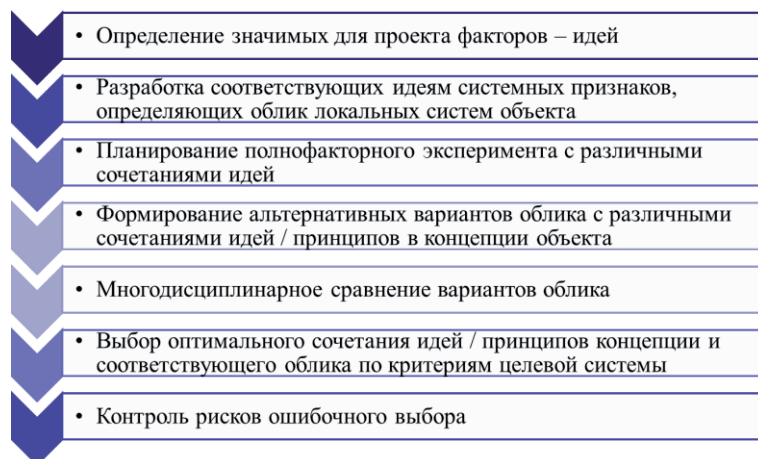 • Определение значимых для проекта факторов – идей
• Разработка соответствующих идеям системных признаков,
определяющих облик локальных систем объекта
• Планирование полнофакторного эксперимента с различными
сочетаниями идей
• Формирование альтернативных вариантов облика с различными
сочетаниями идей / принципов в концепции объекта
• Многодисциплинарное сравнение вариантов облика
• Выбор оптимального сочетания идей / принципов концепции и
соответствующего облика по критериям целевой системы
• Контроль рисков ошибочного выбора